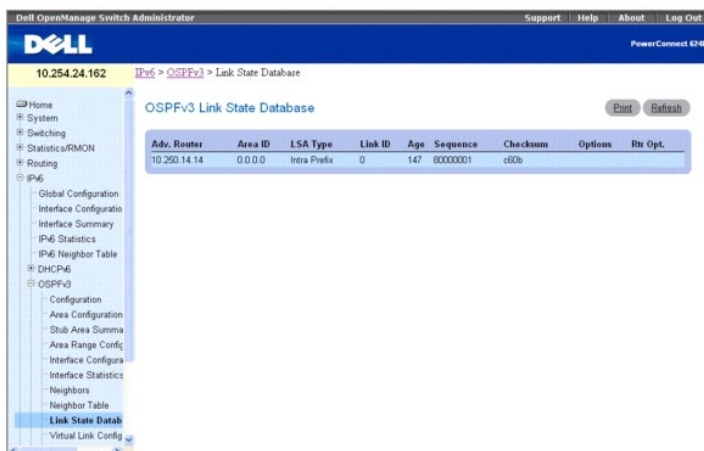 Dell OpenManage Switch Administrator Support Help About Log Out
DELL
PowerConnect 6248
10.254.24.162
IPv6 > OSPFv3 > Link State Database
OSPFv3 Link State Database
Print Refresh
Adv. Router Area ID LSA Type Link ID Age Sequence Checksum Options Rtr Opt.
10.250.14.14 0.0.0.0 Intra Prefix 0 147 80000001 c60b
Home
System
Switching
Statistics/RMON
Routing
IPv6
Global Configuration
Interface Configuratio
Interface Summary
IPv6 Statistics
IPv6 Neighbor Table
DHCPv6
OSPFv3
Configuration
Area Configuration
Stub Area Summa
Area Range Config
Interface Configura
Interface Statistics
Neighbors
Neighbor Table
Link State Datab
Virtual Link Config